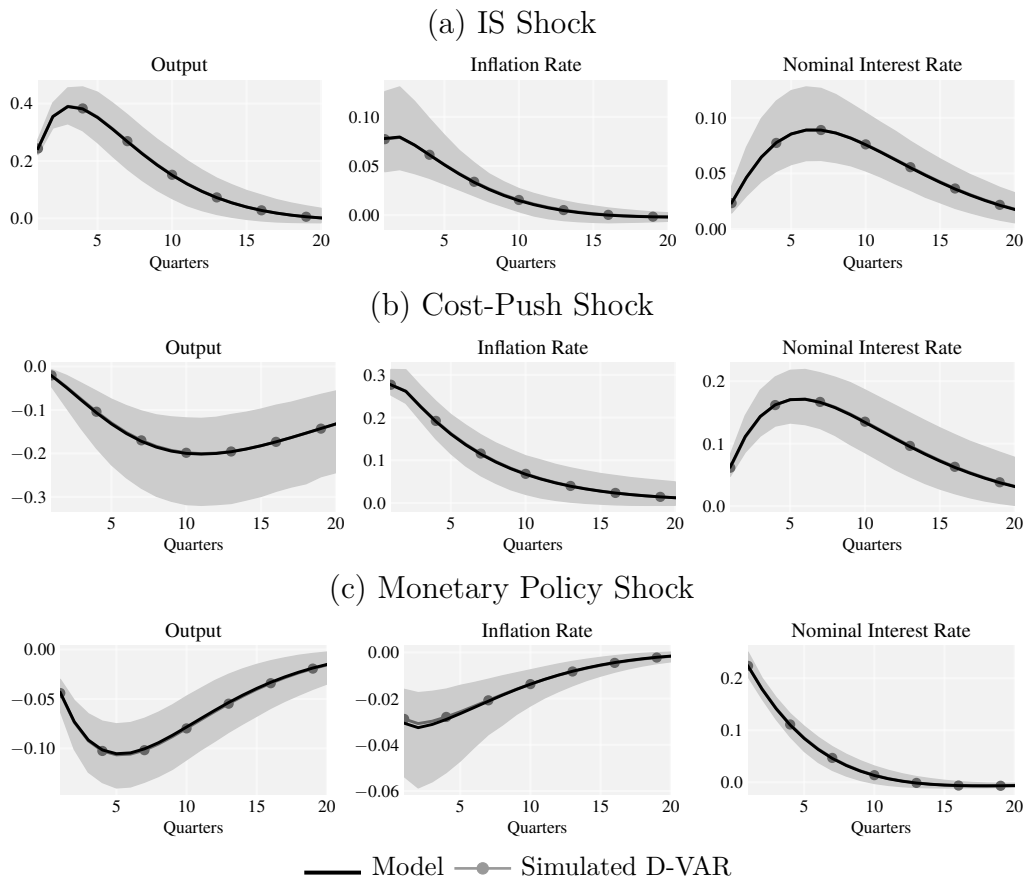 (a) IS Shock
Output
Inflation Rate
Nominal Interest Rate
0.4
0.2
0.0
5 10 15 20
Quarters
0.10
0.05
0.00
5 10 15 20
Quarters
0.10
0.05
0.00
5 10 15 20
Quarters
(b) Cost-Push Shock
Output
Inflation Rate
Nominal Interest Rate
0.0
−0.1
−0.2
−0.3
5 10 15 20
Quarters
0.3
0.2
0.1
0.0
5 10 15 20
Quarters
0.2
0.1
0.0
5 10 15 20
Quarters
(c) Monetary Policy Shock
Output
Inflation Rate
Nominal Interest Rate
0.00
−0.05
−0.10
5 10 15 20
Quarters
0.00
−0.02
−0.04
−0.06
5 10 15 20
Quarters
0.2
0.1
0.0
5 10 15 20
Quarters
Model Simulated D-VAR